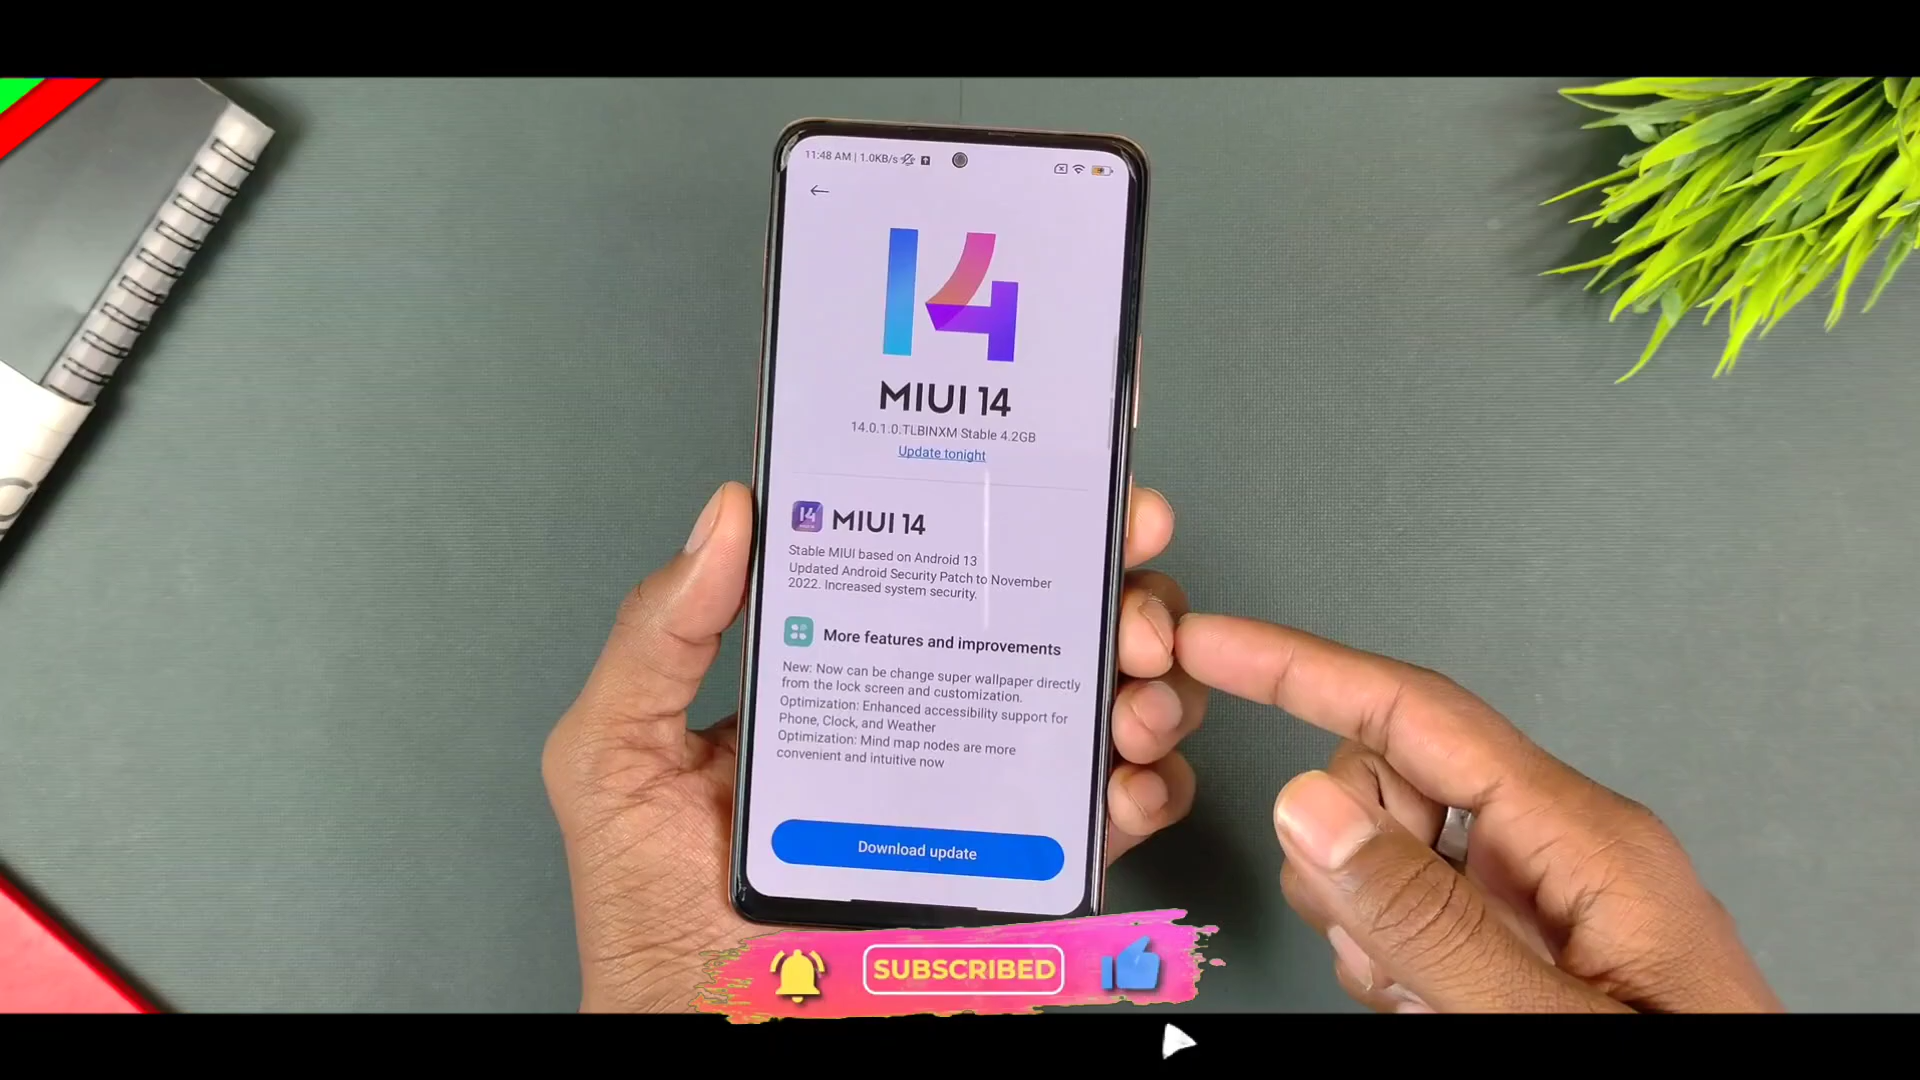 11:48 AM | 1.0KB/s
14
MIUI 14
14.0.1.0.TLBINXM Stable 4.2GB
Update tonight
14
MIUI 14
Stable MIUI based on Android 13
Updated Android Security Patch to November
2022. Increased system security.
More features and improvements
New: Now can be change super wallpaper directly
from the lock screen and customization.
Optimization: Enhanced accessibility support for
Phone, Clock, and Weather
Optimization: Mind map nodes are more
convenient and intuitive now
Download update
SUBSCRIBED